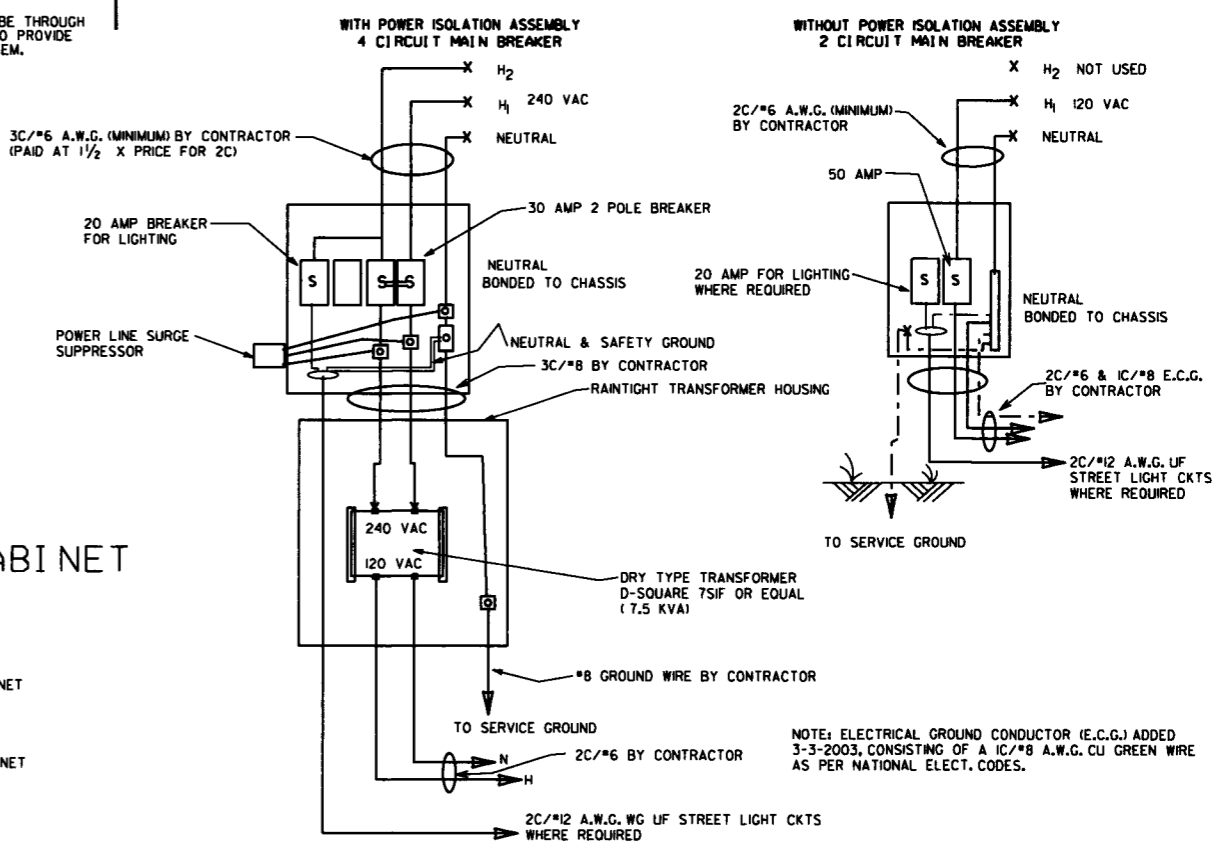 BE THROUGH
O PROVIDE
EM.
WITH POWER ISOLATION ASSEMBLY
4 CIRCUIT MAIN BREAKER
H2
H1 240 VAC
NEUTRAL
3C/#6 A.W.G. (MINIMUM) BY CONTRACTOR
(PAID AT 1 1/2 X PRICE FOR 2C)
20 AMP BREAKER
FOR LIGHTING
30 AMP 2 POLE BREAKER
S
S
S
NEUTRAL
BONDED TO CHASSIS
POWER LINE SURGE
SUPPRESSOR
NEUTRAL & SAFETY GROUND
3C/#8 BY CONTRACTOR
RAINTIGHT TRANSFORMER HOUSING
240 VAC
120 VAC
DRY TYPE TRANSFORMER
D-SQUARE 7S1F OR EQUAL
(7.5 KVA)
#8 GROUND WIRE BY CONTRACTOR
TO SERVICE GROUND
N
H
2C/#6 BY CONTRACTOR
2C/#12 A.W.G. WG UF STREET LIGHT CKTS
WHERE REQUIRED
ABINET
NET
NET
WITHOUT POWER ISOLATION ASSEMBLY
2 CIRCUIT MAIN BREAKER
H2 NOT USED
H1 120 VAC
NEUTRAL
2C/#6 A.W.G. (MINIMUM)
BY CONTRACTOR
50 AMP
20 AMP FOR LIGHTING
WHERE REQUIRED
S
S
NEUTRAL
BONDED TO CHASSIS
2C/#6 & 1C/#8 E.C.G.
BY CONTRACTOR
2C/#12 A.W.G. UF
STREET LIGHT CKTS
WHERE REQUIRED
TO SERVICE GROUND
NOTE: ELECTRICAL GROUND CONDUCTOR (E.C.G.) ADDED
3-3-2003, CONSISTING OF A 1C/#8 A.W.G. CU GREEN WIRE
AS PER NATIONAL ELECT. CODES.